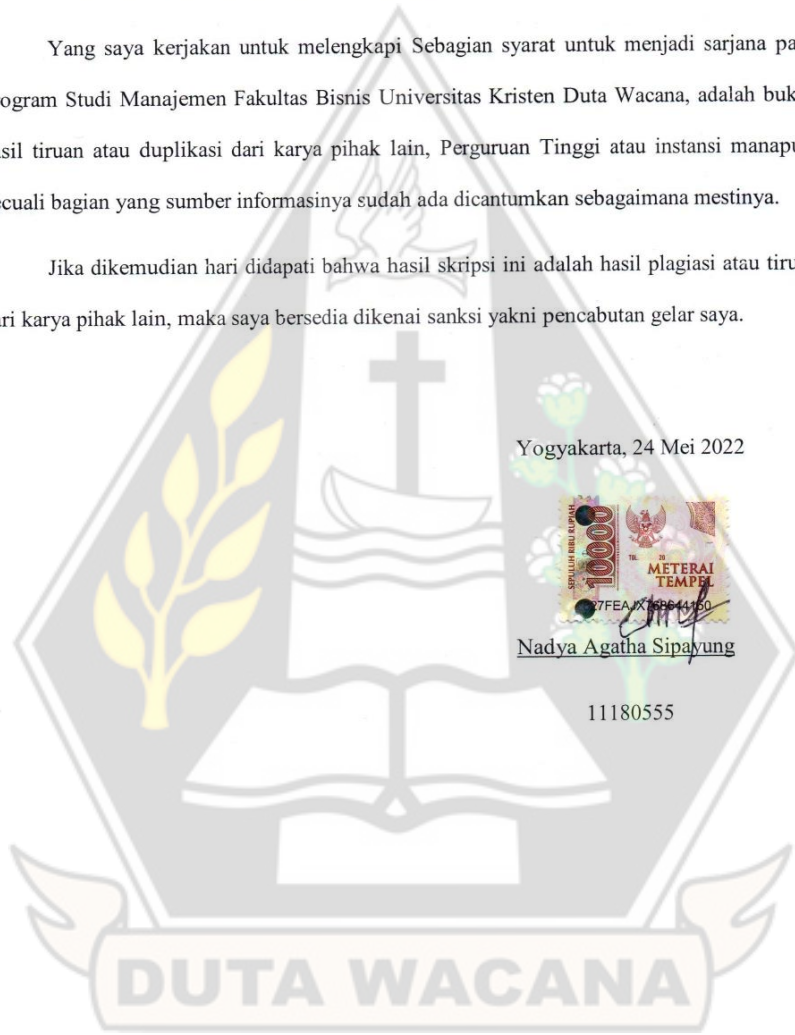 Yang saya kerjakan untuk melengkapi Sebagian syarat untuk menjadi sarjana pa
ogram Studi Manajemen Fakultas Bisnis Universitas Kristen Duta Wacana, adalah buk
sil tiruan atau duplikasi dari karya pihak lain, Perguruan Tinggi atau instansi manapu
ecuali bagian yang sumber informasinya sudah ada dicantumkan sebagaimana mestinya.
Jika dikemudian hari didapati bahwa hasil skripsi ini adalah hasil plagiasi atau tiru
ri karya pihak lain, maka saya bersedia dikenai sanksi yakni pencabutan gelar saya.
Yogyakarta, 24 Mei 2022
SEPULUH RIBU RUPIAH
10000
TBL. 20
METERAI
TEMPEL
27FEAJX768644150
Nadya Agatha Sipayung
11180555
DUTA WACANA